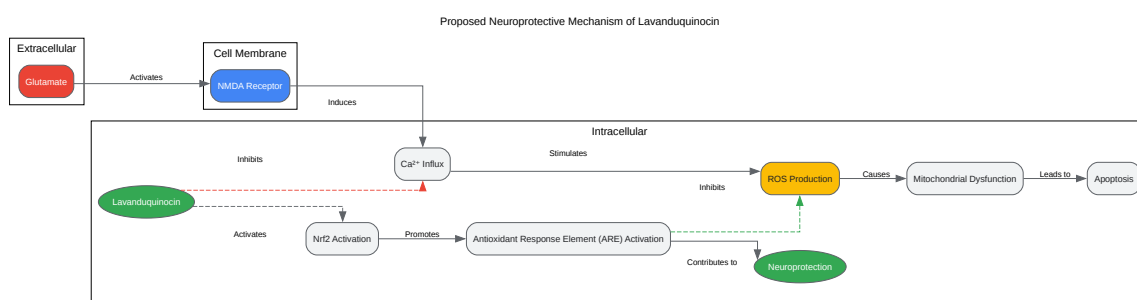 Proposed Neuroprotective Mechanism of Lavanduquinocin
Extracellular
Cell Membrane
Glutamate
Activates
NMDA Receptor
Induces
Intracellular
Inhibits
Ca²⁺ Influx
Stimulates
Inhibits
ROS Production
Causes
Mitochondrial Dysfunction
Leads to
Apoptosis
Lavanduquinocin
Activates
Nrf2 Activation
Promotes
Antioxidant Response Element (ARE) Activation
Contributes to
Neuroprotection